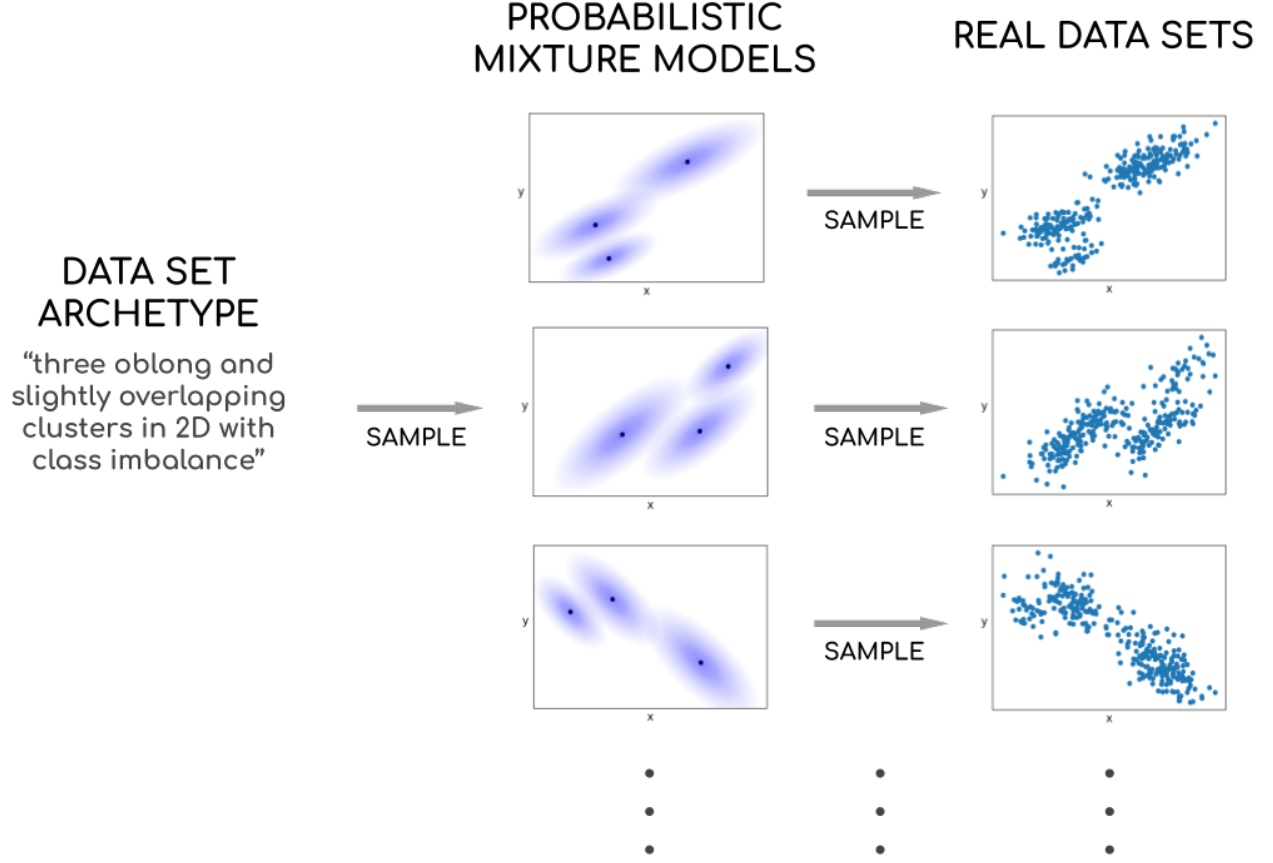 PROBABILISTIC
MIXTURE MODELS
REAL DATA SETS
DATA SET
ARCHETYPE
“three oblong and
slightly overlapping
clusters in 2D with
class imbalance”
SAMPLE
y
x
SAMPLE
y
x
y
x
SAMPLE
y
x
y
x
SAMPLE
y
x